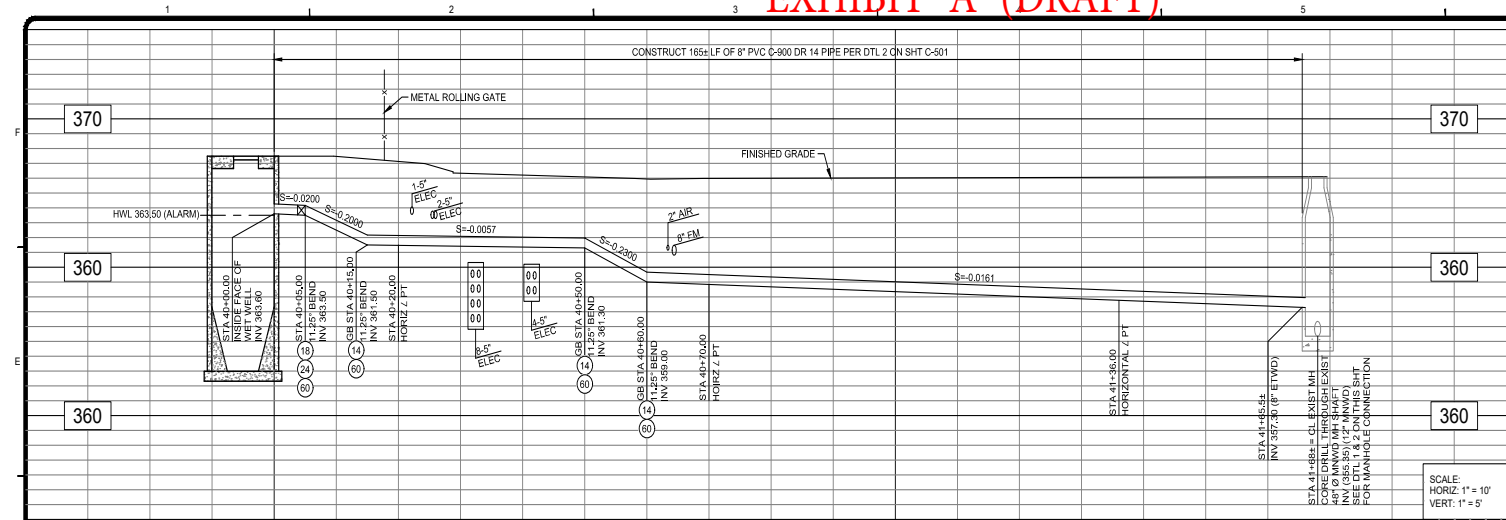 EXHIBIT "A" (DRAFT)
1 2 3 5
CONSTRUCT 165± LF OF 8" PVC C-900 DR 14 PIPE PER DTL 2 ON SHT C-501
METAL ROLLING GATE
370
370
F
FINISHED GRADE
1-5"
ELEC
2-5"
ELEC
S=-0.0200
HWL 363.50 (ALARM)
S=-0.2000
S=-0.0057
S=-0.2300
2" AIR
8" FM
S=-0.0161
360
360
STA 40+00.00
INSIDE FACE OF
WET WELL
INV 363.60
STA 40+05.00
11.25° BEND
INV 363.50
18
24
60
GB STA 40+15.00
11.25° BEND
INV 361.50
14
60
STA 40+20.00
HORIZ ∠ PT
8-5"
ELEC
4-5"
ELEC
GB STA 40+50.00
11.25° BEND
INV 361.30
14
60
GB STA 40+60.00
11.25° BEND
INV 359.00
14
60
STA 40+70.00
HOIRZ ∠ PT
STA 41+36.00
HORIZONTAL ∠ PT
STA 41+65.5±
INV 357.30 (8" ETWD)
STA 41+68± = CL EXIST MH
CORE DRILL THROUGH EXIST
48" Ø MNWD MH SHAFT
INV (355.35) (12" MNWD)
SEE DTL 1 & 2 ON THIS SHT
FOR MANHOLE CONNECTION
E
360
360
SCALE:
HORIZ: 1" = 10'
VERT: 1" = 5'